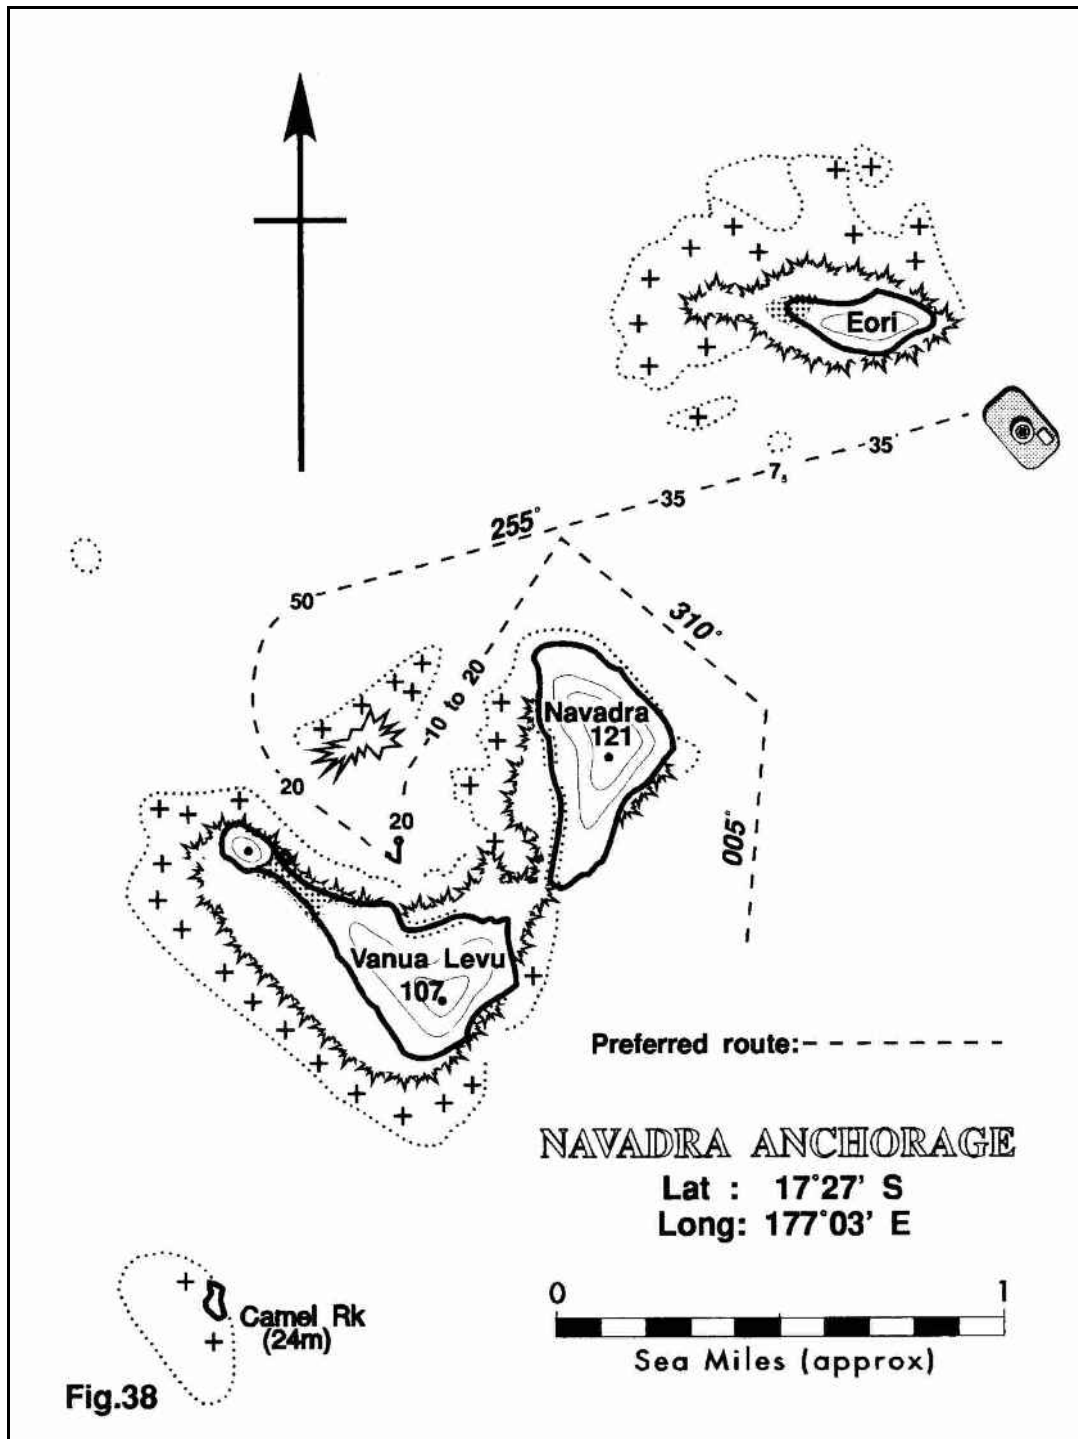 Eori
35
7₅
35
255°
50
310°
10 to 20
Navadra
121
20
20
005°
Vanua Levu
107
Preferred route:
NAVADRA ANCHORAGE
Lat : 17°27' S
Long: 177°03' E
0 1
Sea Miles (approx)
Camel Rk
(24m)
Fig.38